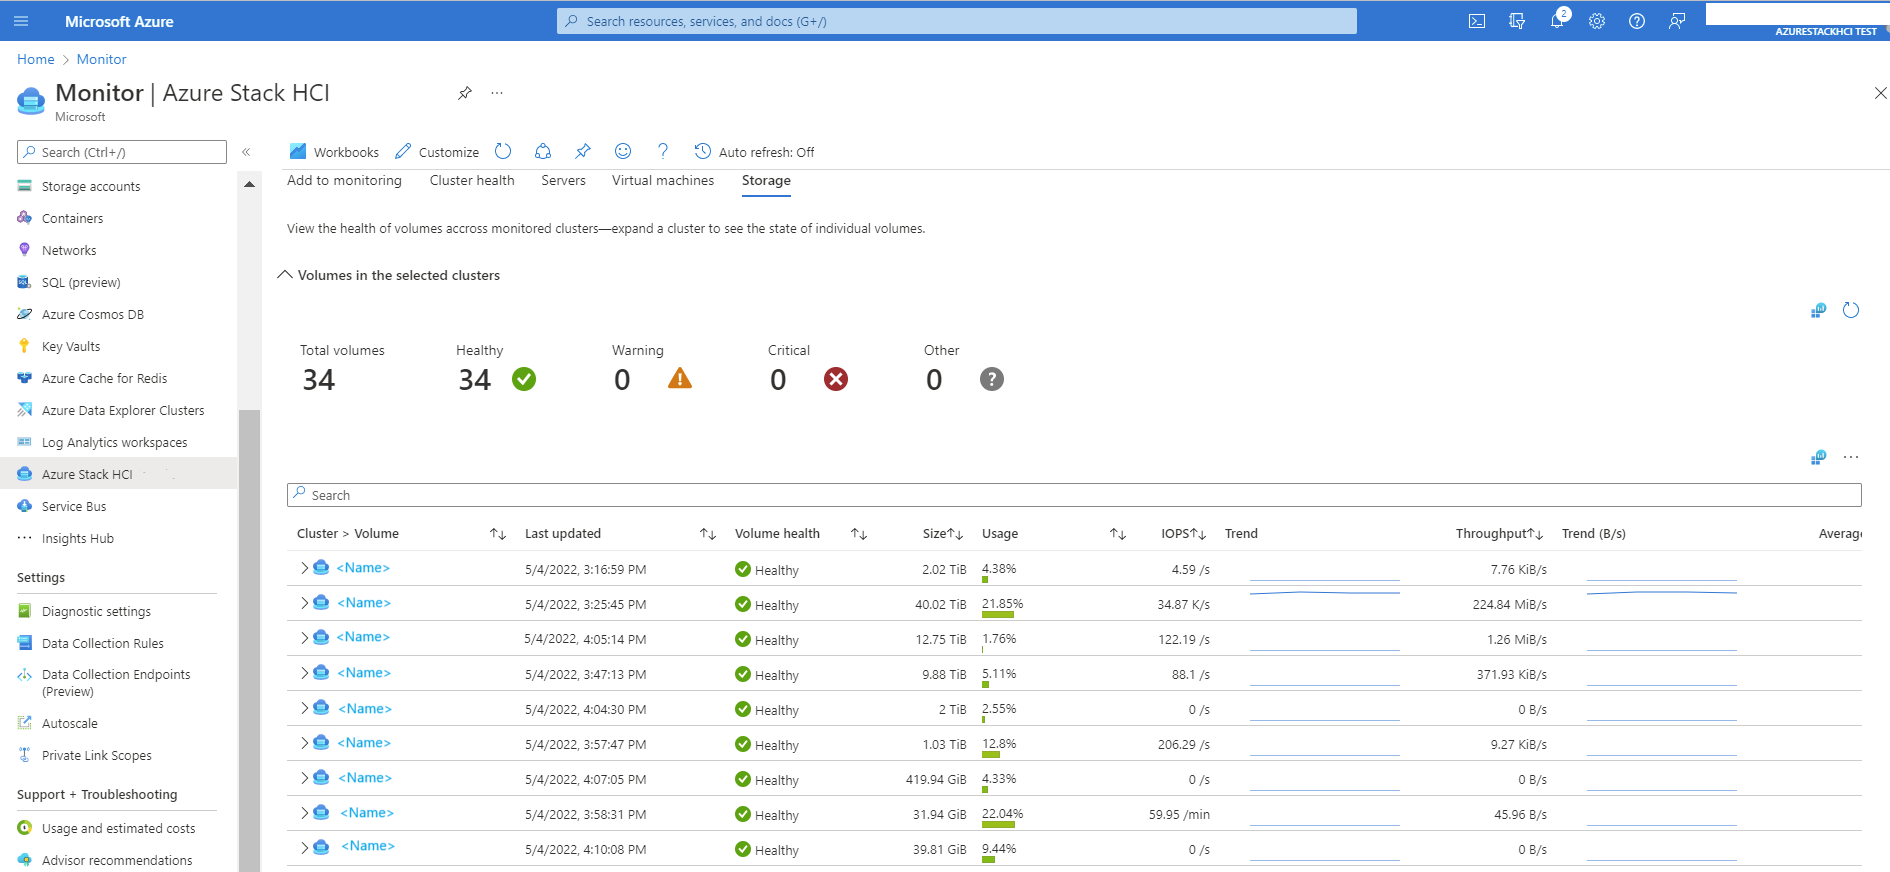 Microsoft Azure
Search resources, services, and docs (G+/)
2
AZURESTACKHCI TEST
Home > Monitor
Monitor | Azure Stack HCI
...
Microsoft
Search (Ctrl+/)
«
Storage accounts
Containers
Networks
SQL (preview)
Azure Cosmos DB
Key Vaults
Azure Cache for Redis
Azure Data Explorer Clusters
Log Analytics workspaces
Azure Stack HCI
Service Bus
Insights Hub
Settings
Diagnostic settings
Data Collection Rules
Data Collection Endpoints
(Preview)
Autoscale
Private Link Scopes
Support + Troubleshooting
Usage and estimated costs
Advisor recommendations
Workbooks Customize ? Auto refresh: Off
Add to monitoring Cluster health Servers Virtual machines Storage
View the health of volumes accross monitored clusters—expand a cluster to see the state of individual volumes.
Volumes in the selected clusters
Total volumes Healthy Warning Critical Other
34 34 0 0 0
Search
Cluster > Volume ↑↓ Last updated ↑↓ Volume health ↑↓ Size↑↓ Usage ↑↓ IOPS↑↓ Trend Throughput↑↓ Trend (B/s) Average
<Name> 5/4/2022, 3:16:59 PM Healthy 2.02 TiB 4.38% 4.59 /s 7.76 KiB/s
<Name> 5/4/2022, 3:25:45 PM Healthy 40.02 TiB 21.85% 34.87 K/s 224.84 MiB/s
<Name> 5/4/2022, 4:05:14 PM Healthy 12.75 TiB 1.76% 122.19 /s 1.26 MiB/s
<Name> 5/4/2022, 3:47:13 PM Healthy 9.88 TiB 5.11% 88.1 /s 371.93 KiB/s
<Name> 5/4/2022, 4:04:30 PM Healthy 2 TiB 2.55% 0 /s 0 B/s
<Name> 5/4/2022, 3:57:47 PM Healthy 1.03 TiB 12.8% 206.29 /s 9.27 KiB/s
<Name> 5/4/2022, 4:07:05 PM Healthy 419.94 GiB 4.33% 0 /s 0 B/s
<Name> 5/4/2022, 3:58:31 PM Healthy 31.94 GiB 22.04% 59.95 /min 45.96 B/s
<Name> 5/4/2022, 4:10:08 PM Healthy 39.81 GiB 9.44% 0 /s 0 B/s